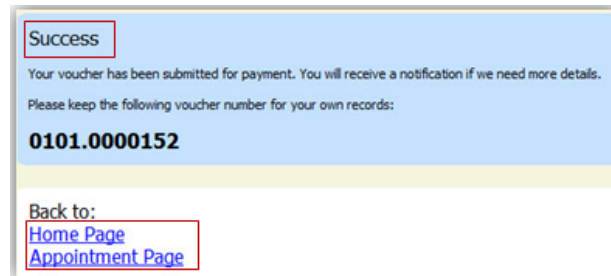 Success
Your voucher has been submitted for payment. You will receive a notification if we need more details.
Please keep the following voucher number for your own records:
0101.0000152
Back to:
Home Page
Appointment Page